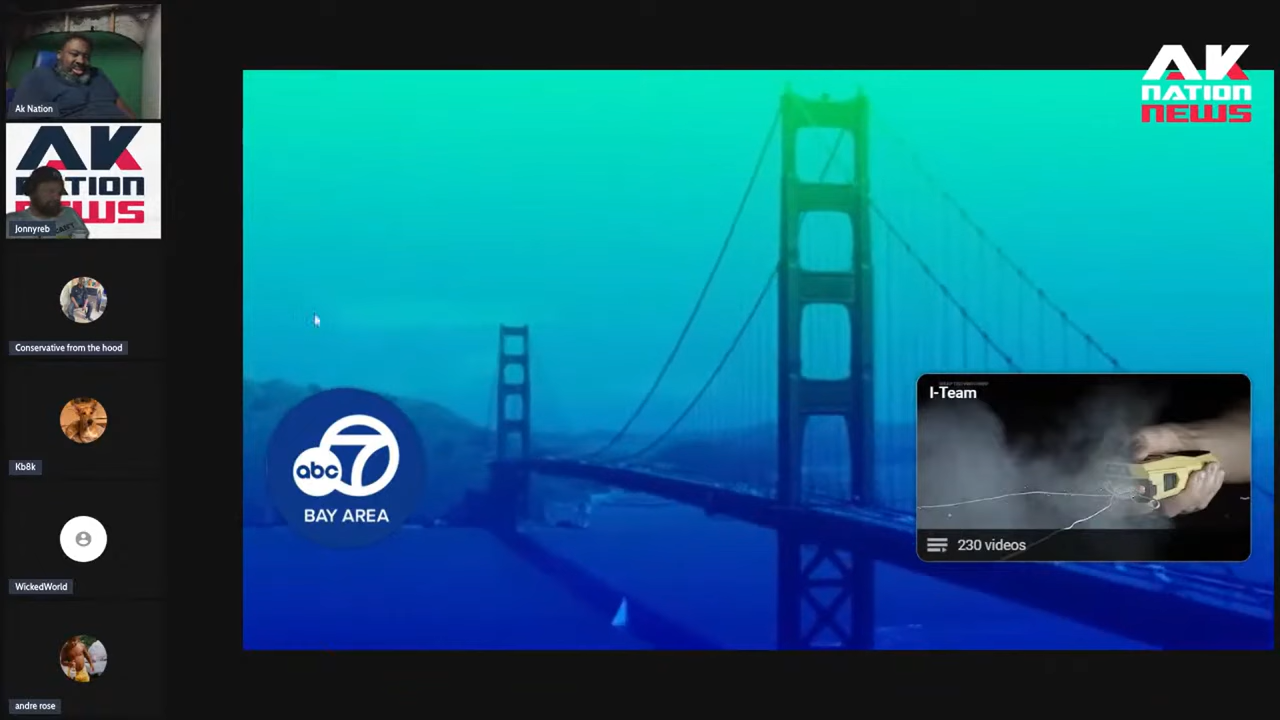 Ak Nation
AK
NATION
NEWS
Jonnyreb
Conservative from the hood
Kb8k
WickedWorld
andre rose
abc 7
BAY AREA
I-Team
230 videos
AK
NATION
NEWS